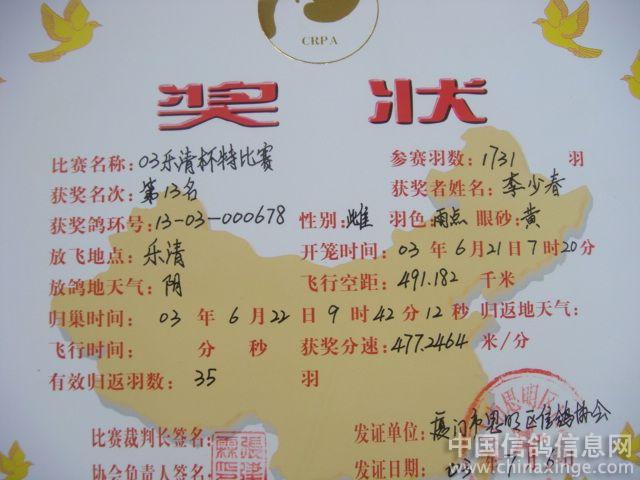 CRPA
奖状
比赛名称：03乐清杯特比赛 参赛羽数：1731 羽
获奖名次：第13名 获奖者姓名：李少春
获奖鸽环号：13-03-000678 性别：雌 羽色：雨点 眼砂：黄
放飞地点：乐清 开笼时间：03 年 6 月 21 日 7 时 20 分
放鸽地天气：阴 飞行空距：491.182 千米
归巢时间：03 年 6 月 22 日 9 时 42 分 12 秒 归返地天气：
飞行时间： 分 秒 获奖分速：477.2464 米/分
有效归返羽数：35 羽
比赛裁判长签名： 发证单位：厦门市思明区信鸽协会
协会负责人签名 发证日期：03 年 7 月
思明区
中国信鸽信息网
www.chinaxinge.com